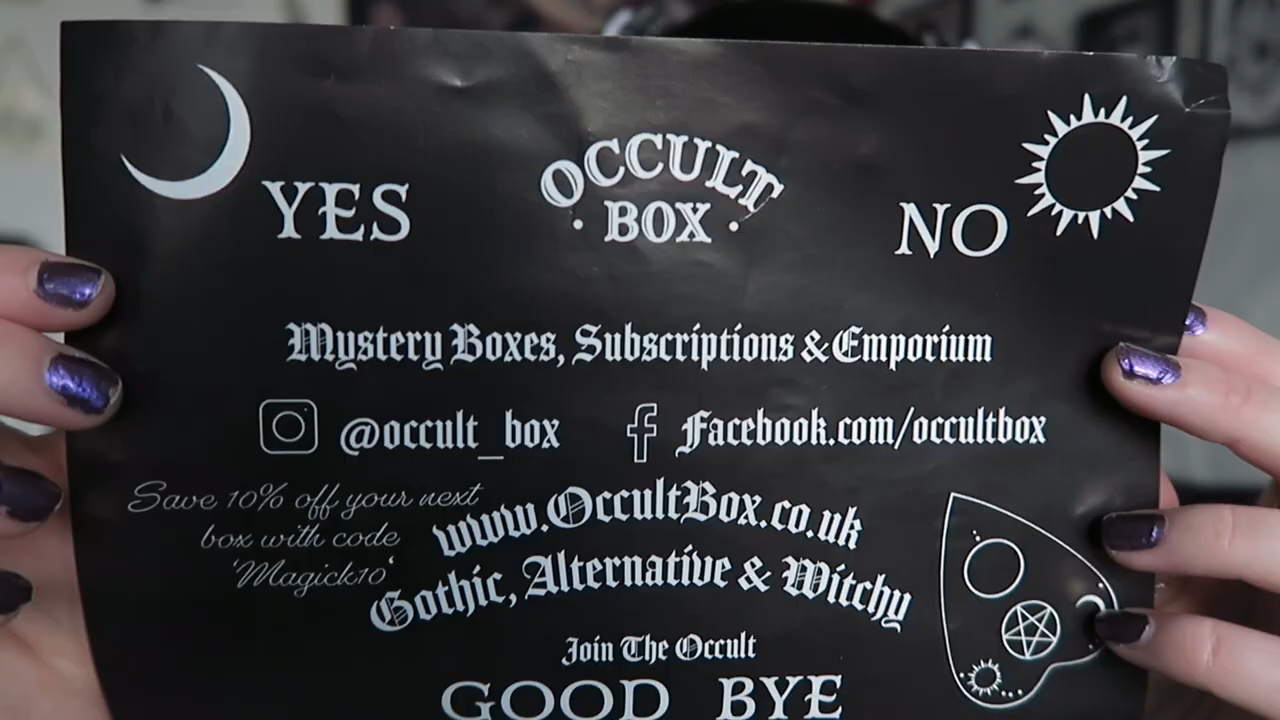 YES
OCCULT
· BOX ·
NO
Mystery Boxes, Subscriptions & Emporium
@occult_box
Facebook.com/occultbox
Save 10% off your next
box with code
'Magick10'
www.OccultBox.co.uk
Gothic, Alternative & Witchy
Join The Occult
GOOD BYE